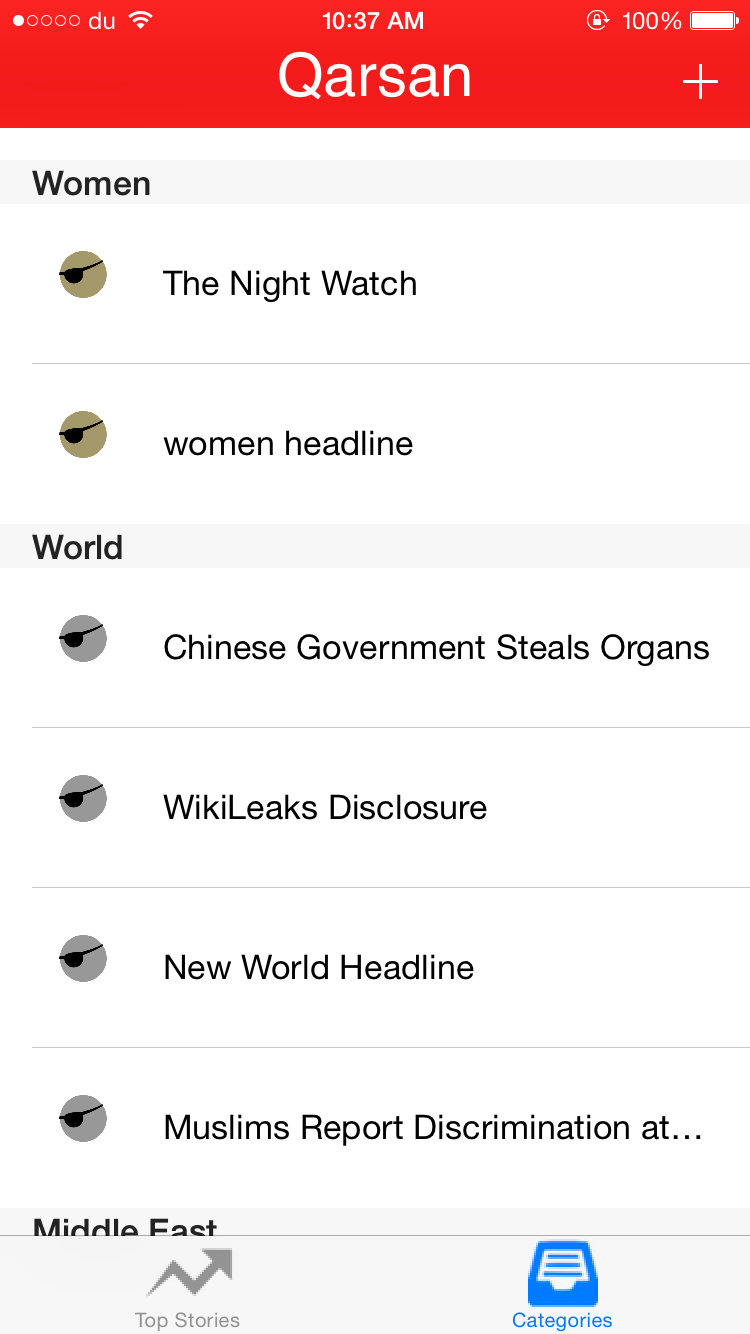 du 10:37 AM 100%
Qarsan
Women
The Night Watch
women headline
World
Chinese Government Steals Organs
WikiLeaks Disclosure
New World Headline
Muslims Report Discrimination at...
Middle East
Top Stories Categories